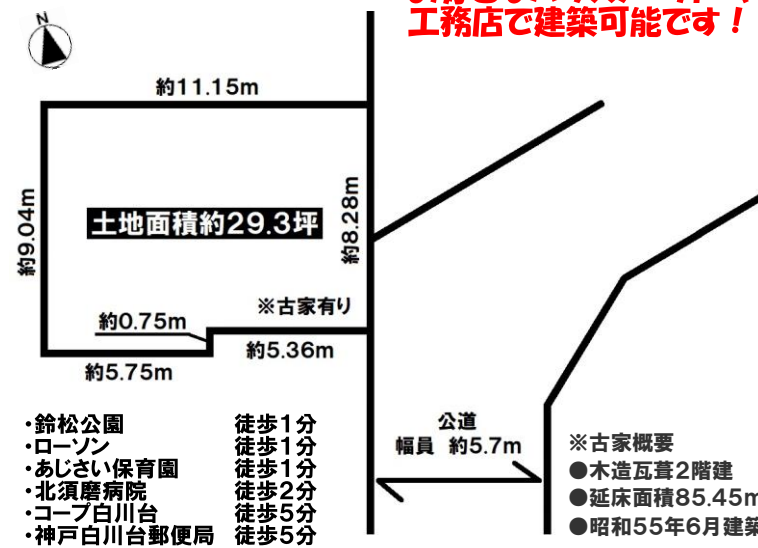 工務店で建築可能です！
N
約11.15m
約9.04m
土地面積約29.3坪
約8.28m
※古家有り
約0.75m
約5.36m
約5.75m
・鈴松公園 徒歩1分
・ローソン 徒歩1分
・あじさい保育園 徒歩1分
・北須磨病院 徒歩2分
・コープ白川台 徒歩5分
・神戸白川台郵便局 徒歩5分
公道
幅員 約5.7m
※古家概要
●木造瓦葺2階建
●延床面積85.45m
●昭和55年6月建築